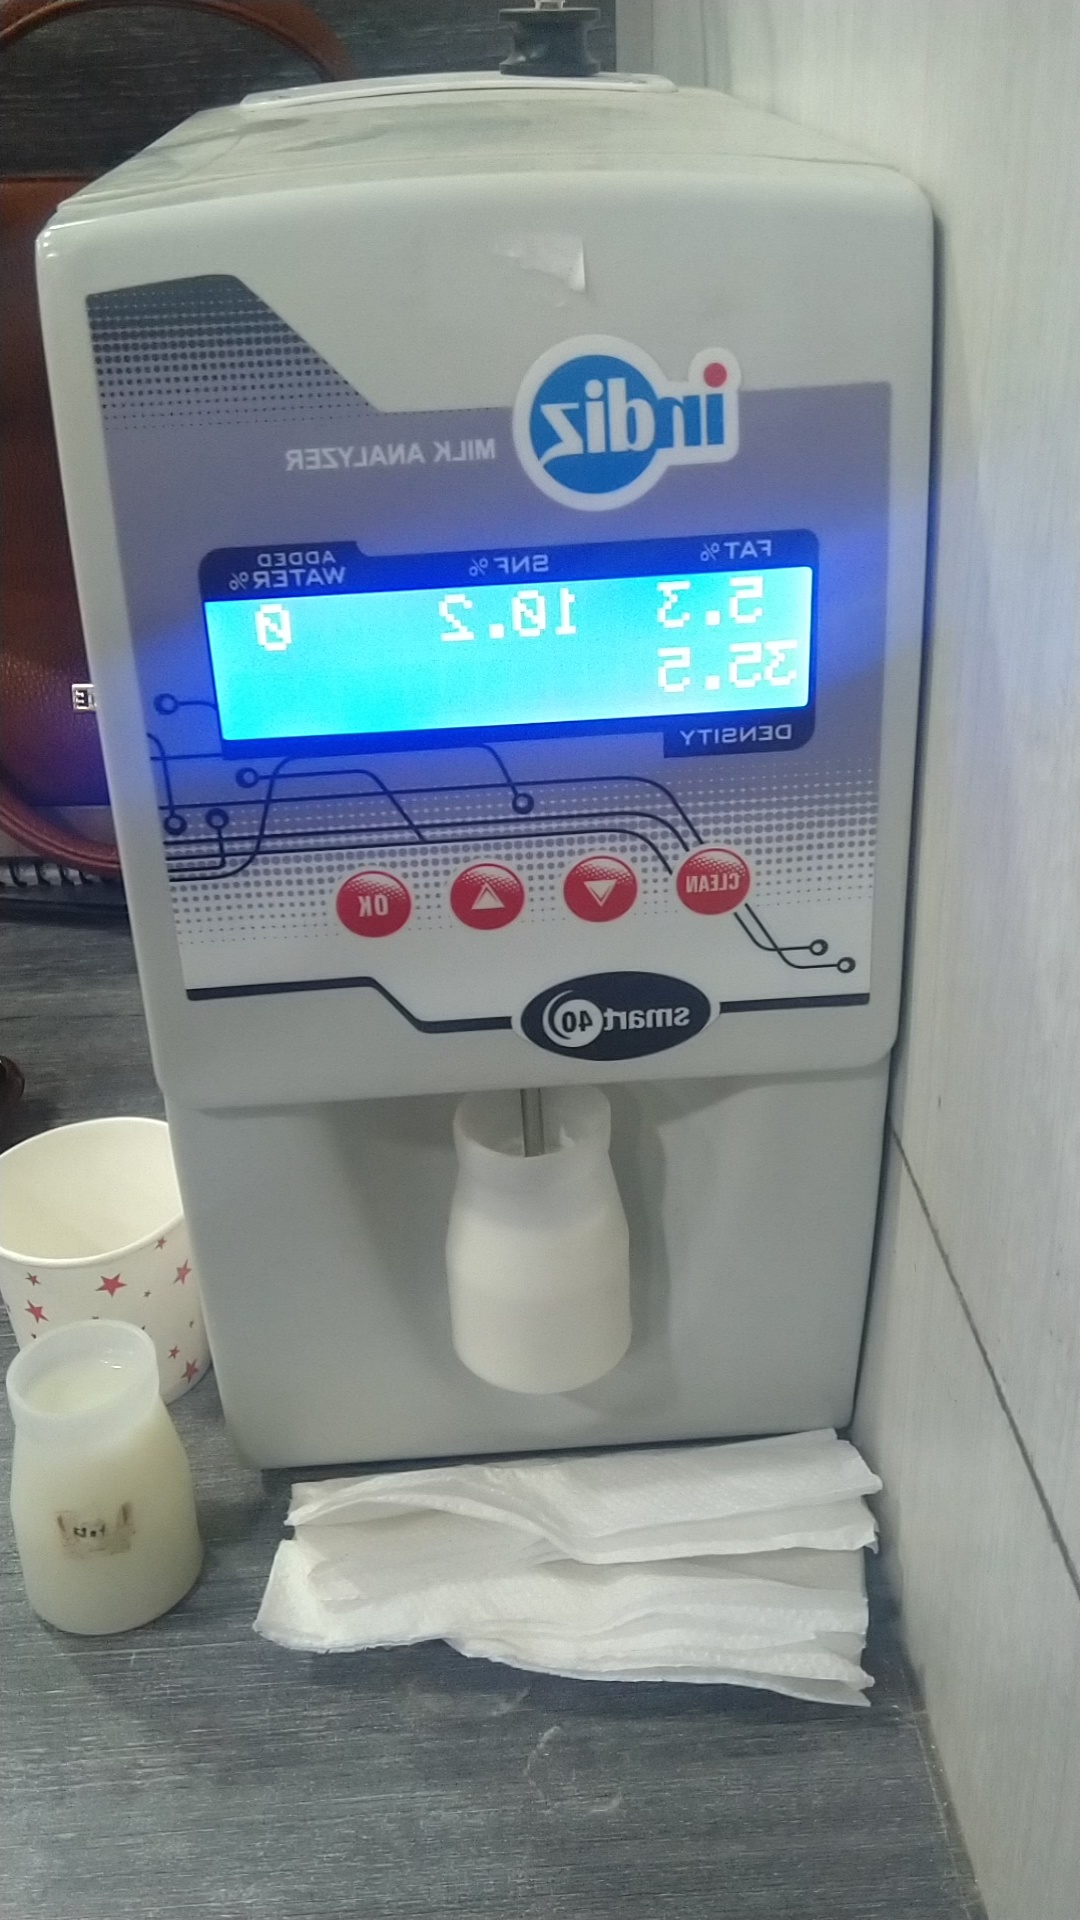 indiz
MILK ANALYZER
FAT% SNF% ADDED WATER%
5.3 10.2 0
35.5
DENSITY
CLEAN OK
smart 40